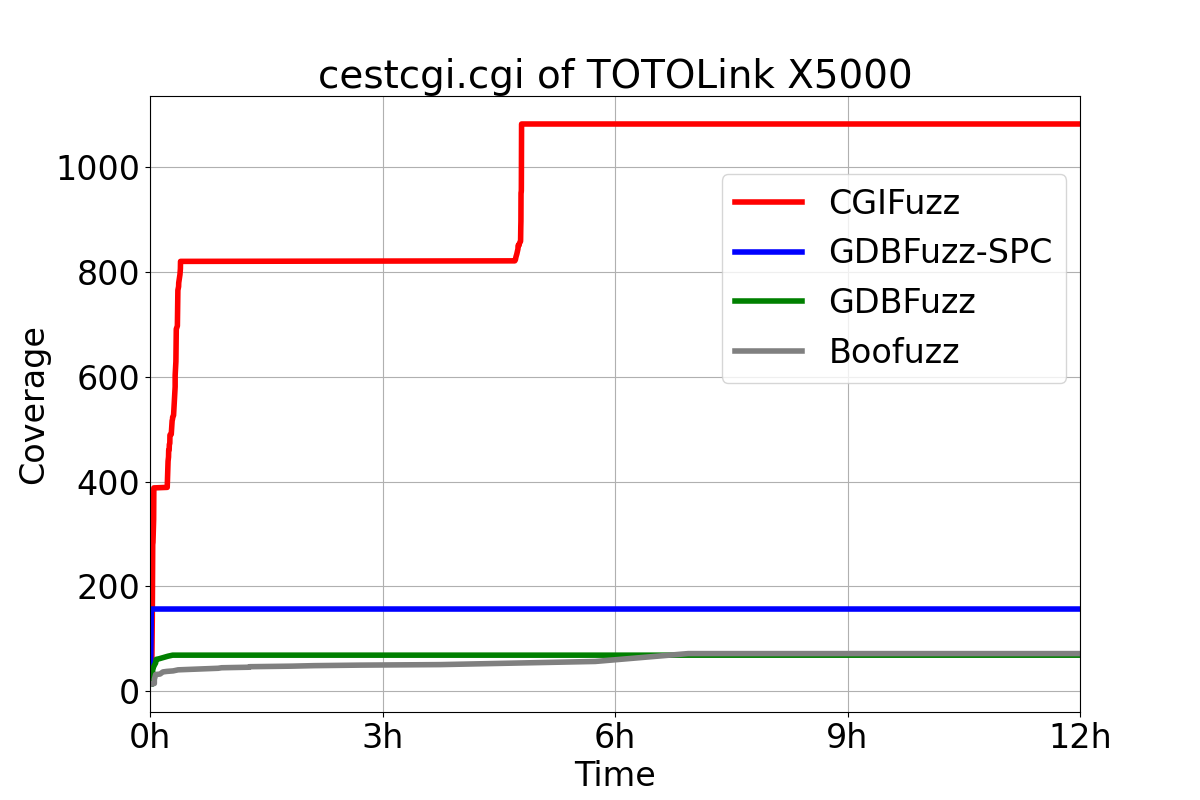 cestcgi.cgi of TOTOLink X5000
Coverage
1000
800
600
400
200
0
CGIFuzz
GDBFuzz-SPC
GDBFuzz
Boofuzz
0h 3h 6h 9h 12h
Time